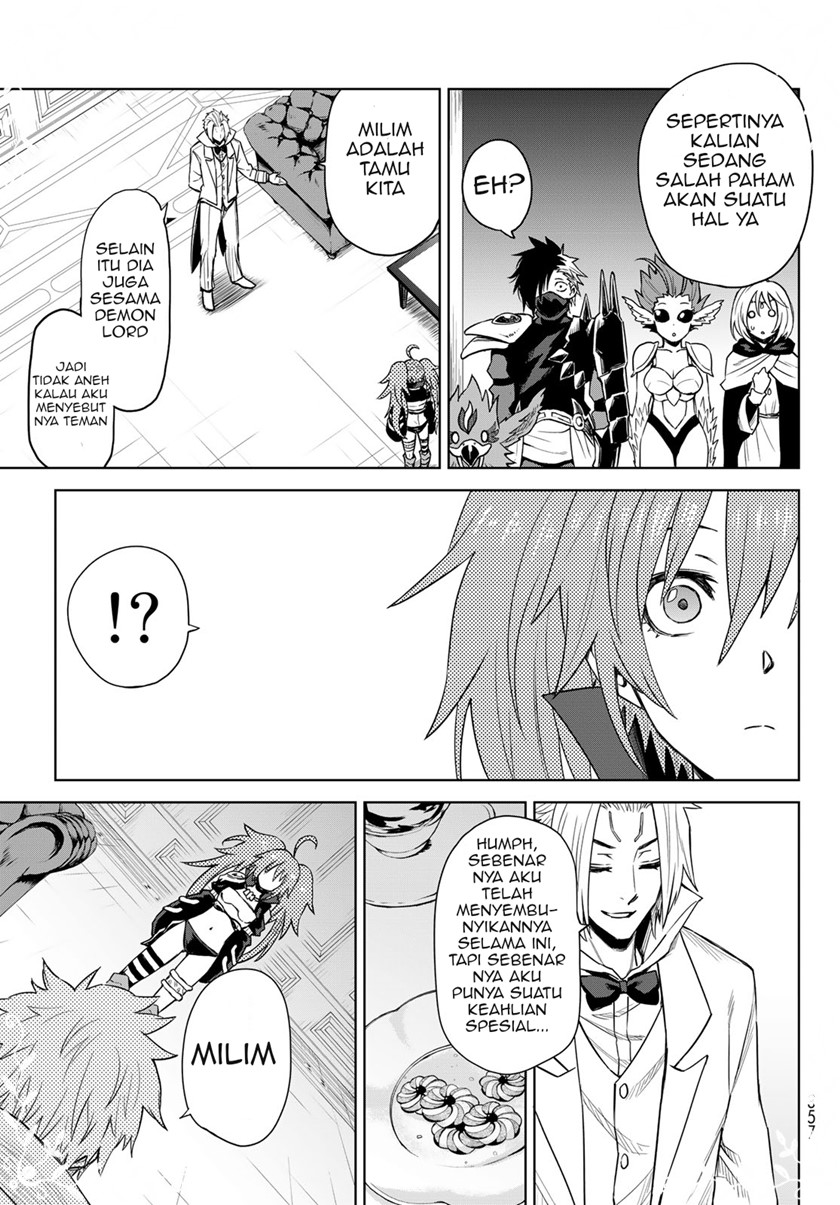 SEPERTINYA
KALIAN
SEDANG
SALAH PAHAM
AKAN SUATU
HAL YA
EH?
MILIM
ADALAH
TAMU
KITA
SELAIN
ITU DIA
JUGA
SESAMA
DEMON
LORD
JADI
TIDAK ANEH
KALAU AKU
MENYEBUT
NYA TEMAN
!?
HUMPH,
SEBENAR
NYA AKU
TELAH
MENYEMBU-
NYIKANNYA
SELAMA INI,
TAPI SEBENAR
NYA AKU
PUNYA SUATU
KEAHLIAN
SPESIAL...
MILIM